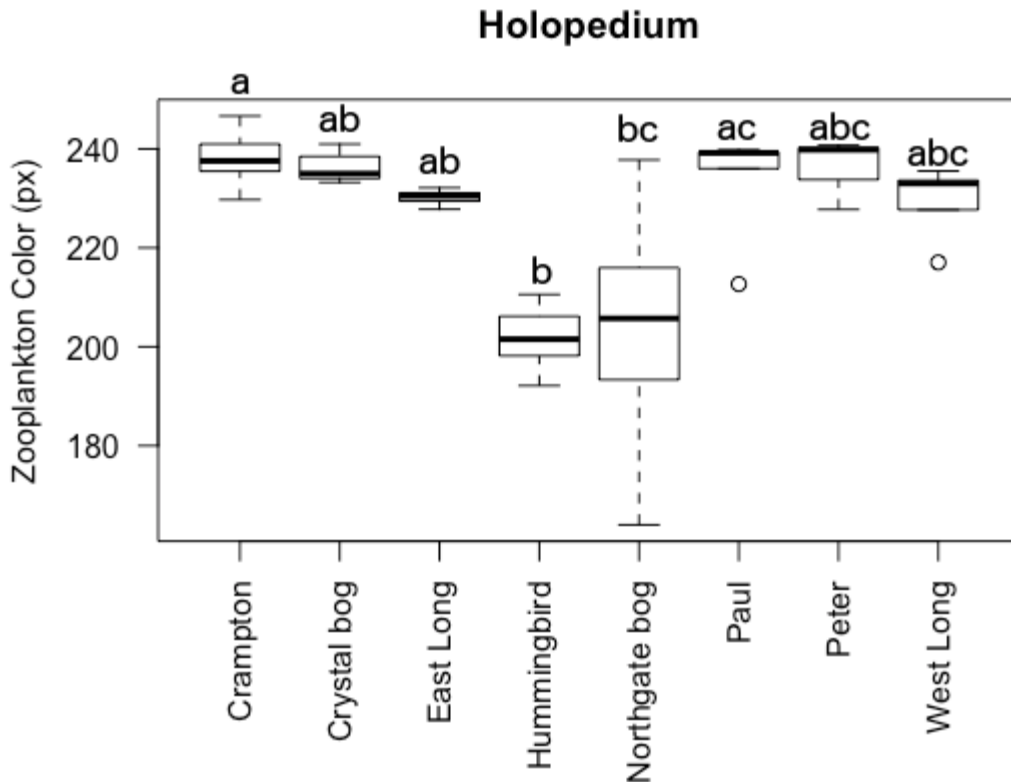 Holopedium
a
ab
ab
b
bc
ac
abc
abc
Zooplankton Color (px)
240
220
200
180
Crampton
Crystal bog
East Long
Hummingbird
Northgate bog
Paul
Peter
West Long